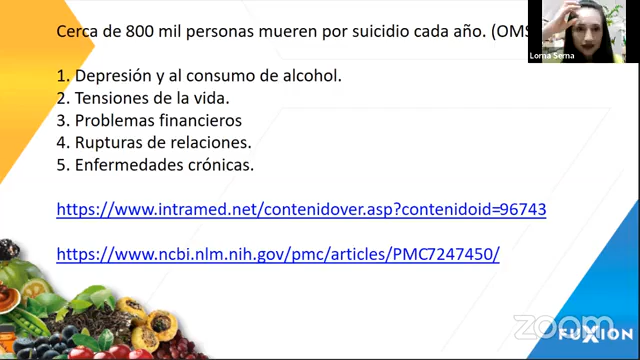 Cerca de 800 mil personas mueren por suicidio cada año. (OMS
Lorna Serna
1. Depresión y al consumo de alcohol.
2. Tensiones de la vida.
3. Problemas financieros
4. Rupturas de relaciones.
5. Enfermedades crónicas.
https://www.intramed.net/contenidover.asp?contenidoid=96743
https://www.ncbi.nlm.nih.gov/pmc/articles/PMC7247450/
zoom
FUXION